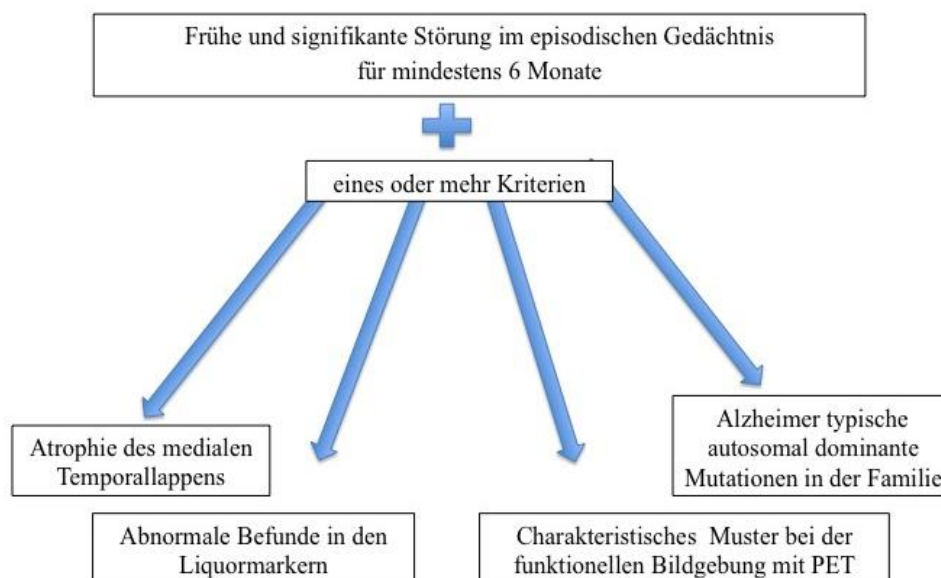 Frühe und signifikante Störung im episodischen Gedächtnis
für mindestens 6 Monate
eines oder mehr Kriterien
Atrophie des medialen
Temporallappens
Abnormale Befunde in den
Liquormarkern
Charakteristisches Muster bei der
funktionellen Bildgebung mit PET
Alzheimer typische
autosomal dominante
Mutationen in der Familie